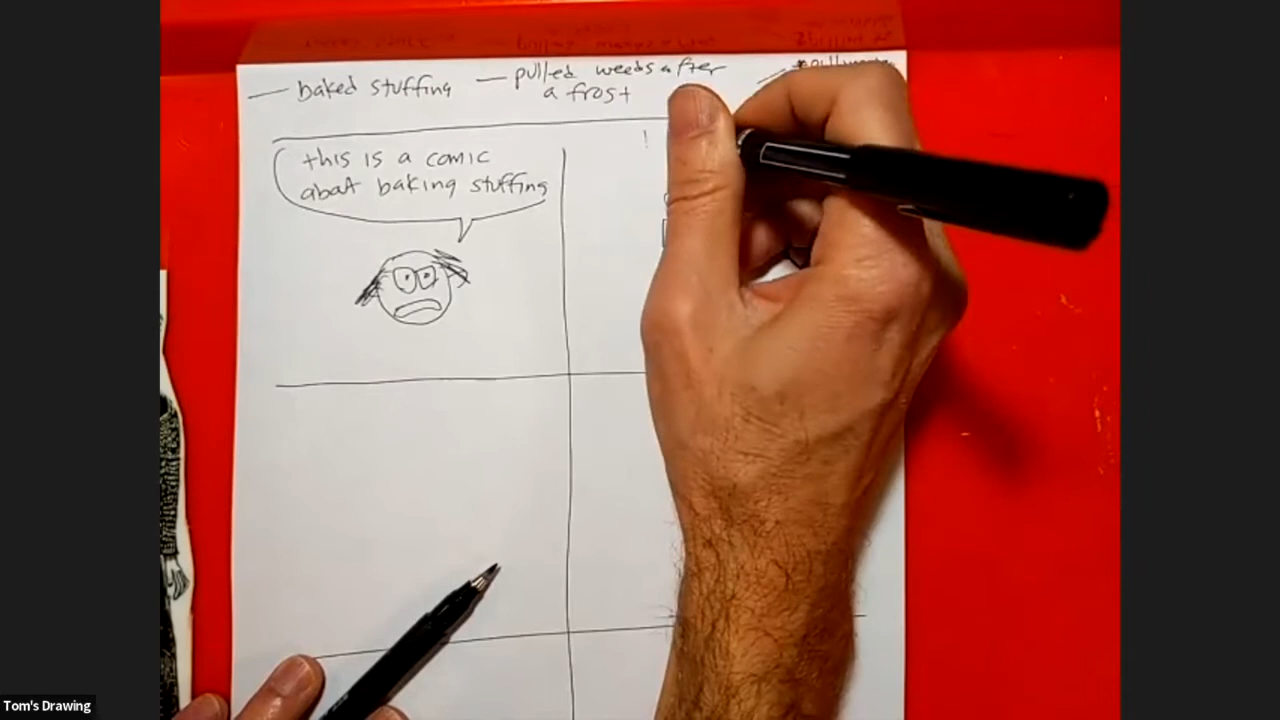 — baked stuffing
— pulled weeds after
a frost
this is a comic
about baking stuffing
!
Tom's Drawing